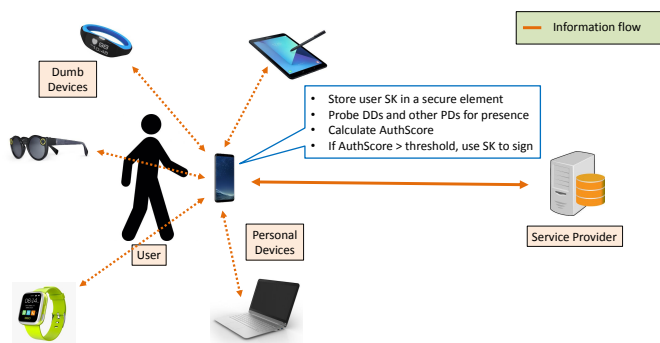 Information flow
Dumb
Devices
• Store user SK in a secure element
• Probe DDs and other PDs for presence
• Calculate AuthScore
• If AuthScore > threshold, use SK to sign
Personal
Devices
User
Service Provider